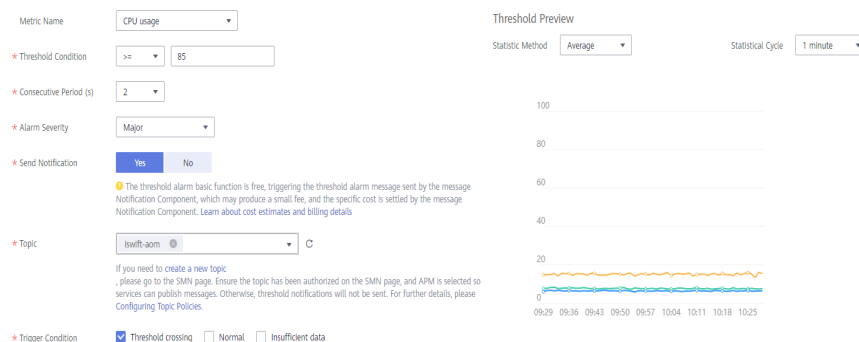 Metric Name
CPU usage
* Threshold Condition
>=
85
* Consecutive Period (s)
2
* Alarm Severity
Major
* Send Notification
Yes
No
The threshold alarm basic function is free, triggering the threshold alarm message sent by the message
Notification Component, which may produce a small fee, and the specific cost is settled by the message
Notification Component. Learn about cost estimates and billing details
* Topic
iswift-aom
If you need to create a new topic
, please go to the SMN page. Ensure the topic has been authorized on the SMN page, and APM is selected so
services can publish messages. Otherwise, threshold notifications will not be sent. For further details, please
Configuring Topic Policies.
* Trigger Condition
Threshold crossing
Normal
Insufficient data
Threshold Preview
Statistic Method
Average
Statistical Cycle
1 minute
100
80
60
40
20
0
09:29 09:36 09:43 09:50 09:57 10:04 10:11 10:18 10:25